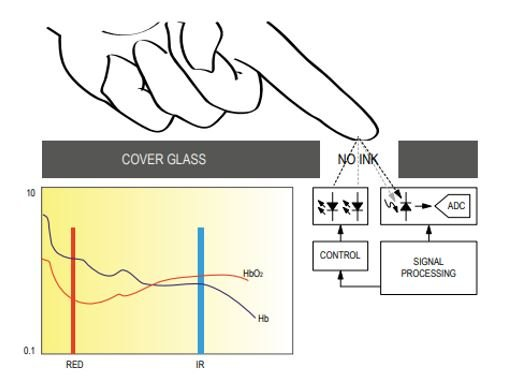 COVER GLASS
NO INK
10
ADC
CONTROL
SIGNAL
PROCESSING
HbO₂
Hb
0.1
RED
IR